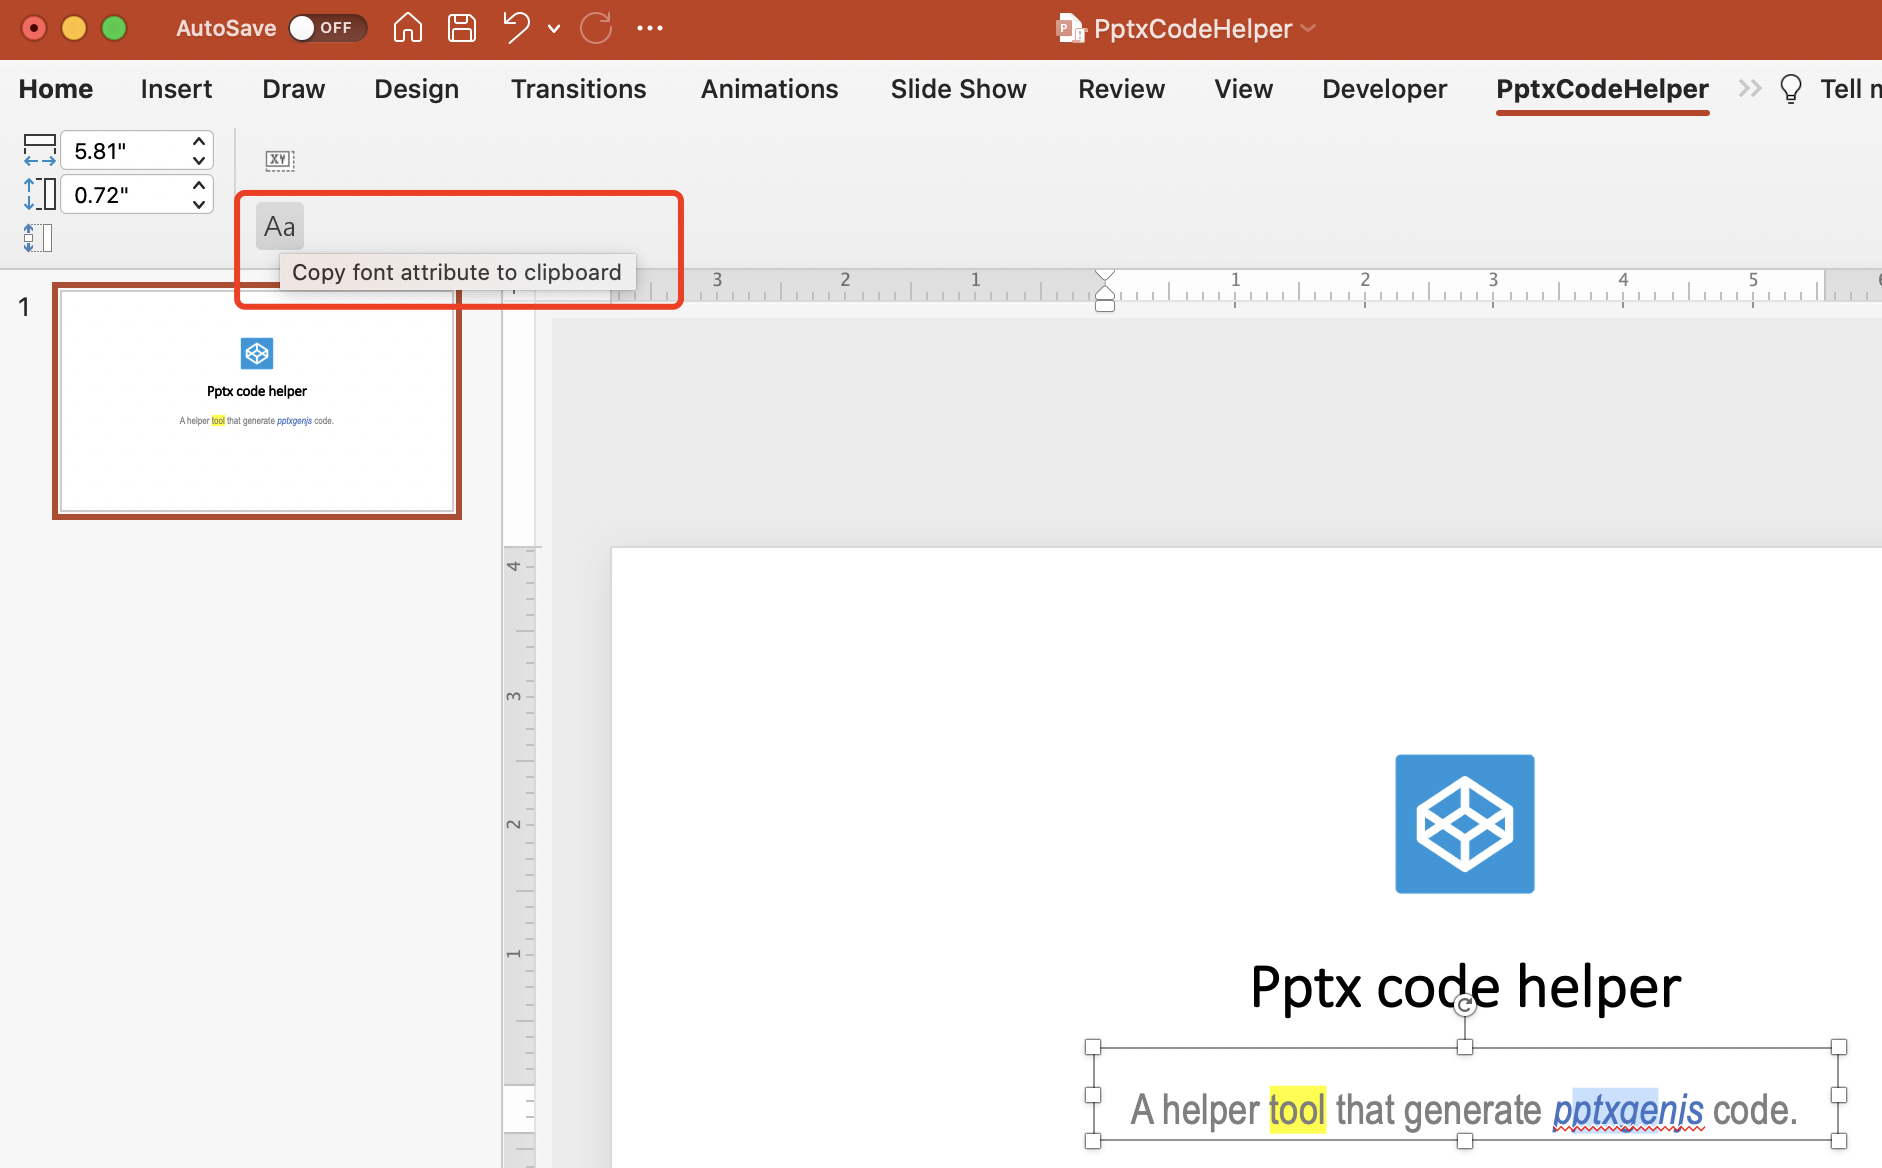 AutoSave OFF PptxCodeHelper
Home Insert Draw Design Transitions Animations Slide Show Review View Developer PptxCodeHelper Tell
5.81"
XY
0.72"
Aa
Copy font attribute to clipboard
3 2 1 1 2 3 4 5
1
Pptx code helper
A helper tool that generate pptxgenjs code.
4
3
2
1
Pptx code helper
A helper tool that generate pptxgenjs code.